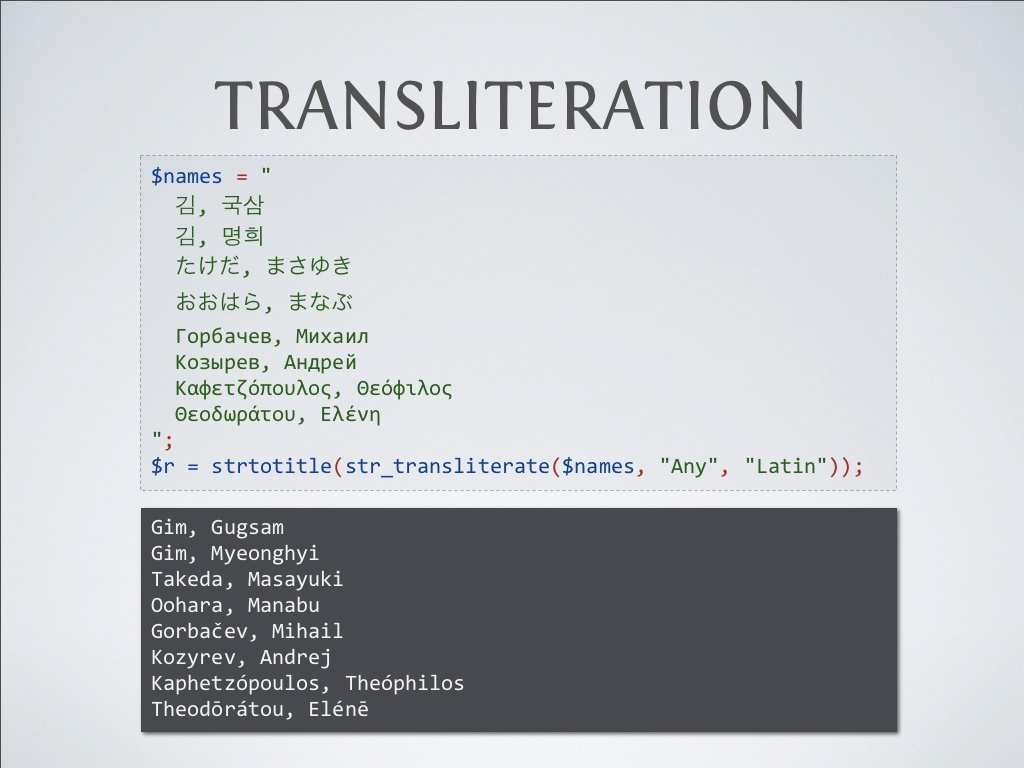 TRANSLITERATION
$names = "
김, 국삼
김, 명희
たけだ, まさゆき
おおはら, まなぶ
Горбачев, Михаил
Козырев, Андрей
Καφετζόπουλος, Θεόφιλος
Θεοδωράτου, Ελένη
";
$r = strtotitle(str_transliterate($names, "Any", "Latin"));
Gim, Gugsam
Gim, Myeonghyi
Takeda, Masayuki
Oohara, Manabu
Gorbačev, Mihail
Kozyrev, Andrej
Kaphetzópoulos, Theóphilos
Theodōrátou, Elénē